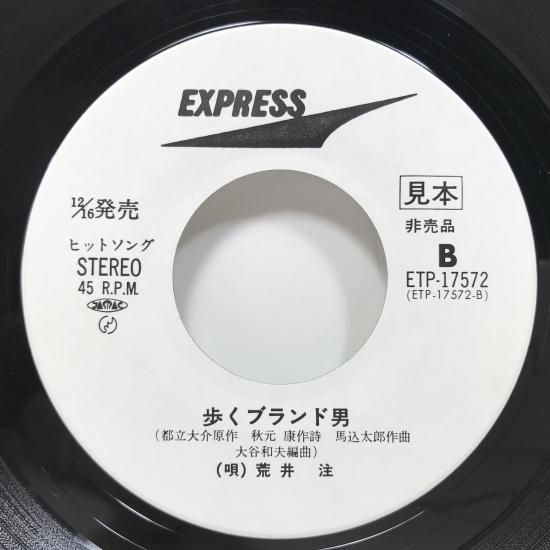 EXPRESS
12/16発売
ヒットソング
STEREO
45 R.P.M.
JASRAC
見本
非売品
B
ETP-17572
(ETP-17572-B)
歩くブランド男
(都立大介原作 秋元 康作詩 馬込太郎作曲
大谷和夫編曲)
(唄) 荒井 注